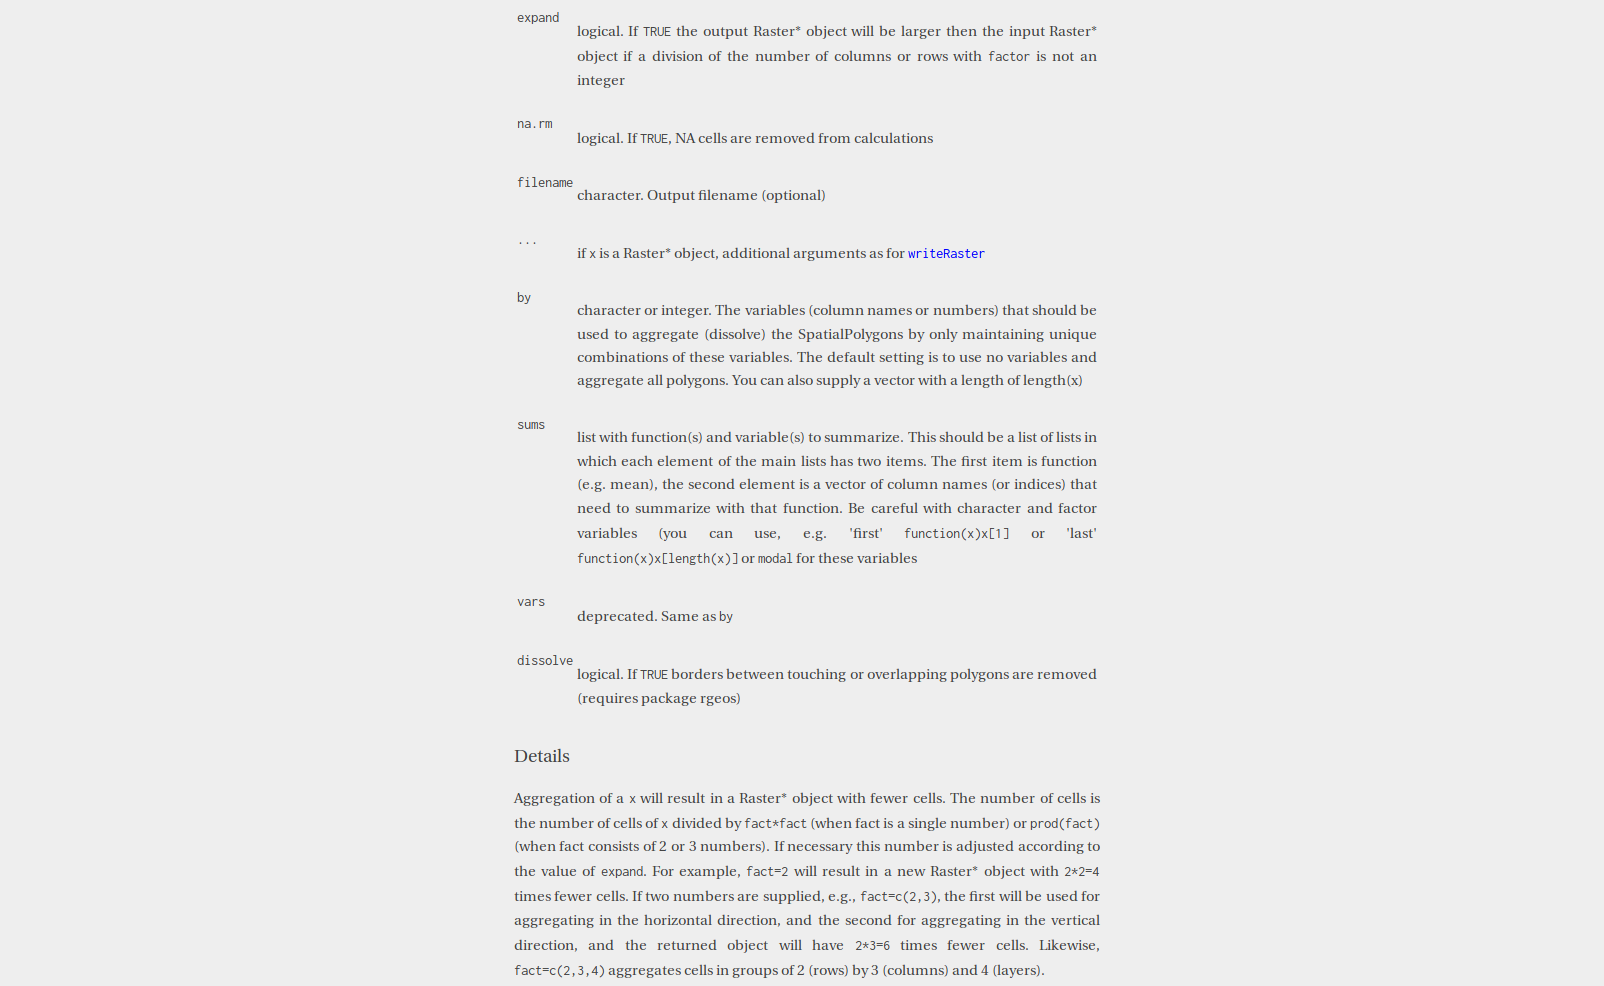 expand
logical. If TRUE the output Raster* object will be larger then the input Raster*
object if a division of the number of columns or rows with factor is not an
integer
na.rm
logical. If TRUE, NA cells are removed from calculations
filename
character. Output filename (optional)
...
if x is a Raster* object, additional arguments as for writeRaster
by
character or integer. The variables (column names or numbers) that should be
used to aggregate (dissolve) the SpatialPolygons by only maintaining unique
combinations of these variables. The default setting is to use no variables and
aggregate all polygons. You can also supply a vector with a length of length(x)
sums
list with function(s) and variable(s) to summarize. This should be a list of lists in
which each element of the main lists has two items. The first item is function
(e.g. mean), the second element is a vector of column names (or indices) that
need to summarize with that function. Be careful with character and factor
variables (you can use, e.g. 'first' function(x)x[1] or 'last'
function(x)x[length(x)] or modal for these variables
vars
deprecated. Same as by
dissolve
logical. If TRUE borders between touching or overlapping polygons are removed
(requires package rgeos)
Details
Aggregation of a x will result in a Raster* object with fewer cells. The number of cells is
the number of cells of x divided by fact*fact (when fact is a single number) or prod(fact)
(when fact consists of 2 or 3 numbers). If necessary this number is adjusted according to
the value of expand. For example, fact=2 will result in a new Raster* object with 2*2=4
times fewer cells. If two numbers are supplied, e.g., fact=c(2,3), the first will be used for
aggregating in the horizontal direction, and the second for aggregating in the vertical
direction, and the returned object will have 2*3=6 times fewer cells. Likewise,
fact=c(2,3,4) aggregates cells in groups of 2 (rows) by 3 (columns) and 4 (layers).